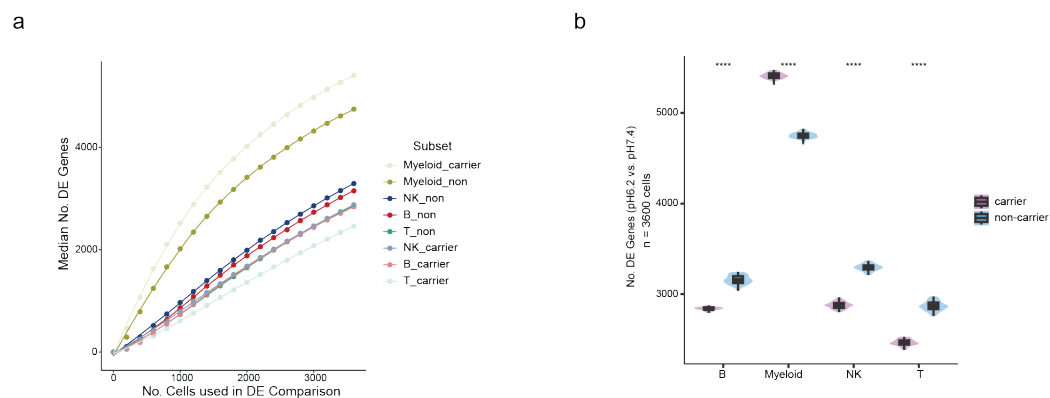 a
Median No. DE Genes
4000
2000
0
0
1000
2000
3000
No. Cells used in DE Comparison
Subset
Myeloid_carrier
Myeloid_non
NK_non
B_non
T_non
NK_carrier
B_carrier
T_carrier
b
No. DE Genes (pH6.2 vs. pH7.4)
n = 3600 cells
5000
4000
3000
****
****
****
****
B
Myeloid
NK
T
carrier
non-carrier